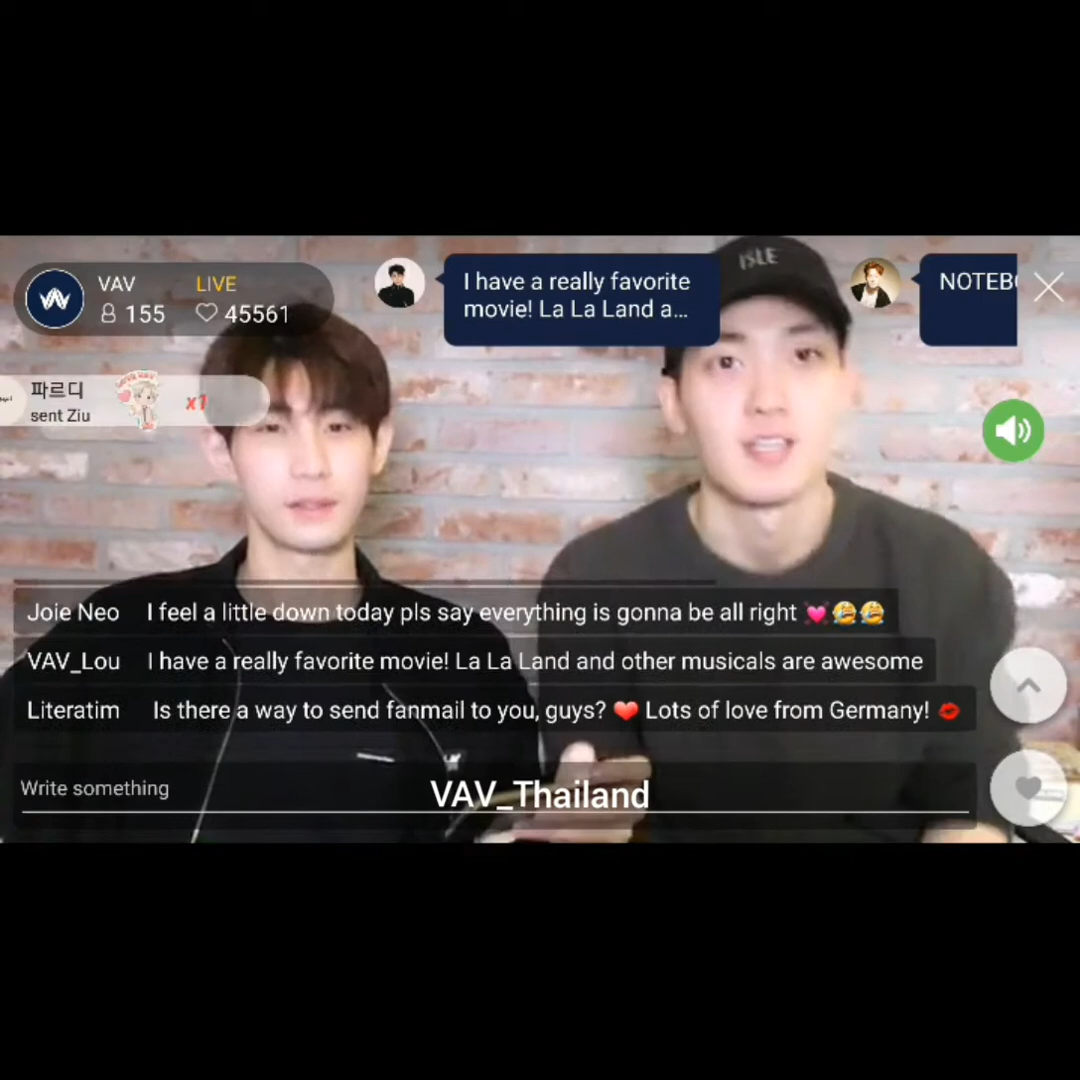 VAV LIVE
155 45561
I have a really favorite
movie! La La Land a...
NOTEB
ISLE
파르디
sent Ziu
x1
Joie Neo I feel a little down today pls say everything is gonna be all right 💓😭😭
VAV_Lou I have a really favorite movie! La La Land and other musicals are awesome
Literatim Is there a way to send fanmail to you, guys? ❤️ Lots of love from Germany! 💋
Write something
VAV_Thailand